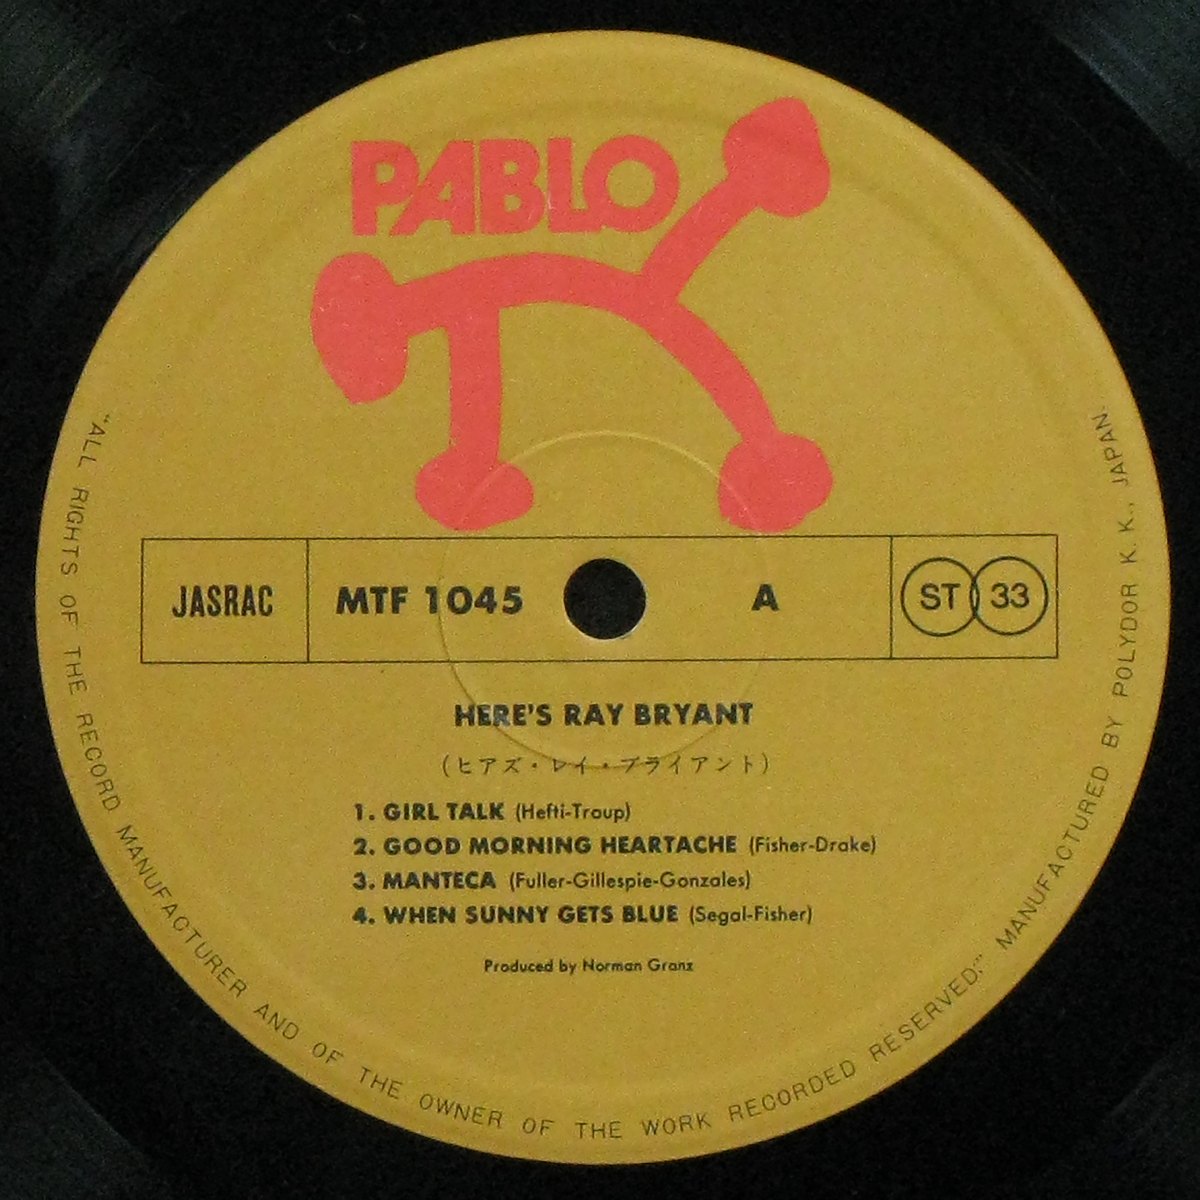 PABLO
JASRAC
MTF 1045
A
ST
33
HERE'S RAY BRYANT
(ヒアズ・レイ・ブライアント)
1. GIRL TALK (Hefti-Troup)
2. GOOD MORNING HEARTACHE (Fisher-Drake)
3. MANTECA (Fuller-Gillespie-Gonzales)
4. WHEN SUNNY GETS BLUE (Segal-Fisher)
Produced by Norman Granz
"ALL RIGHTS OF THE RECORD MANUFACTURER AND OF THE OWNER OF THE WORK RECORDED RESERVED." MANUFACTURED BY POLYDOR K. K., JAPAN.